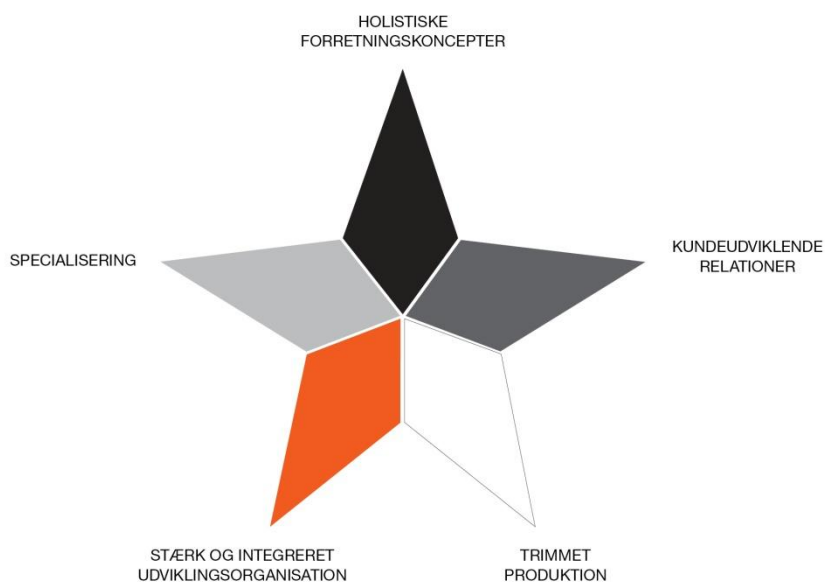 HOLISTISKE
FORRETNINGSKONCEPTER
SPECIALISERING
KUNDEUDVIKLENDE
RELATIONER
STÆRK OG INTEGRERET
UDVIKLINGSORGANISATION
TRIMMET
PRODUKTION